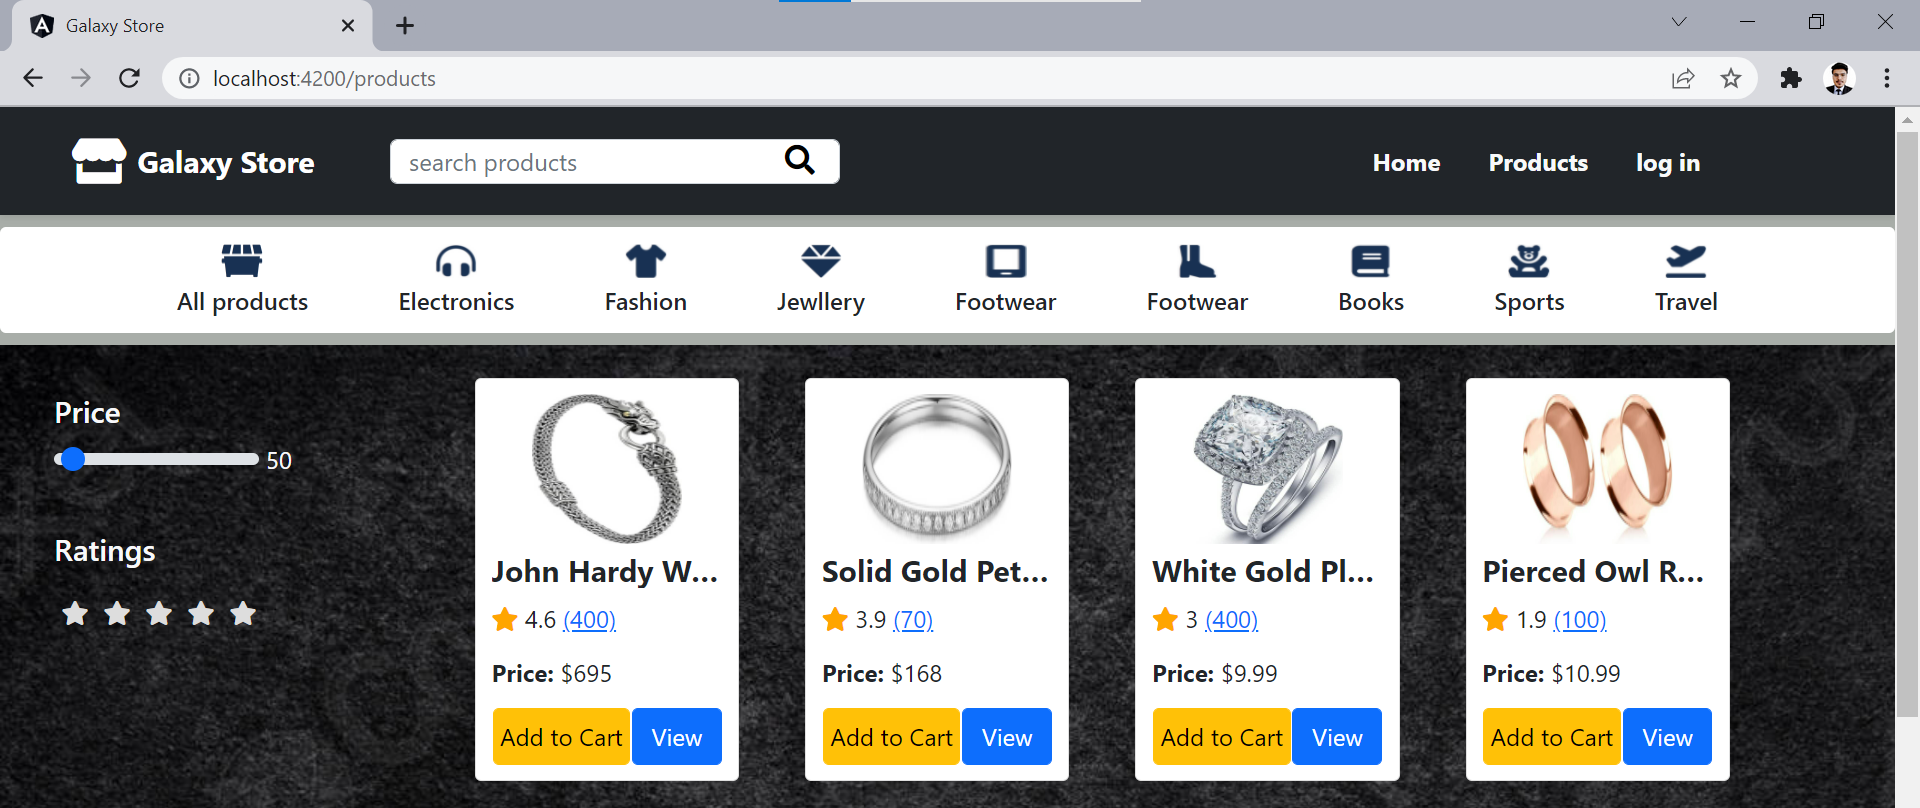 Galaxy Store
localhost:4200/products
Galaxy Store
search products
Home Products log in
All products Electronics Fashion Jewllery Footwear Footwear Books Sports Travel
Price
50
Ratings
John Hardy W...
4.6 (400)
Price: $695
Add to Cart View
Solid Gold Pet...
3.9 (70)
Price: $168
Add to Cart View
White Gold Pl...
3 (400)
Price: $9.99
Add to Cart View
Pierced Owl R...
1.9 (100)
Price: $10.99
Add to Cart View